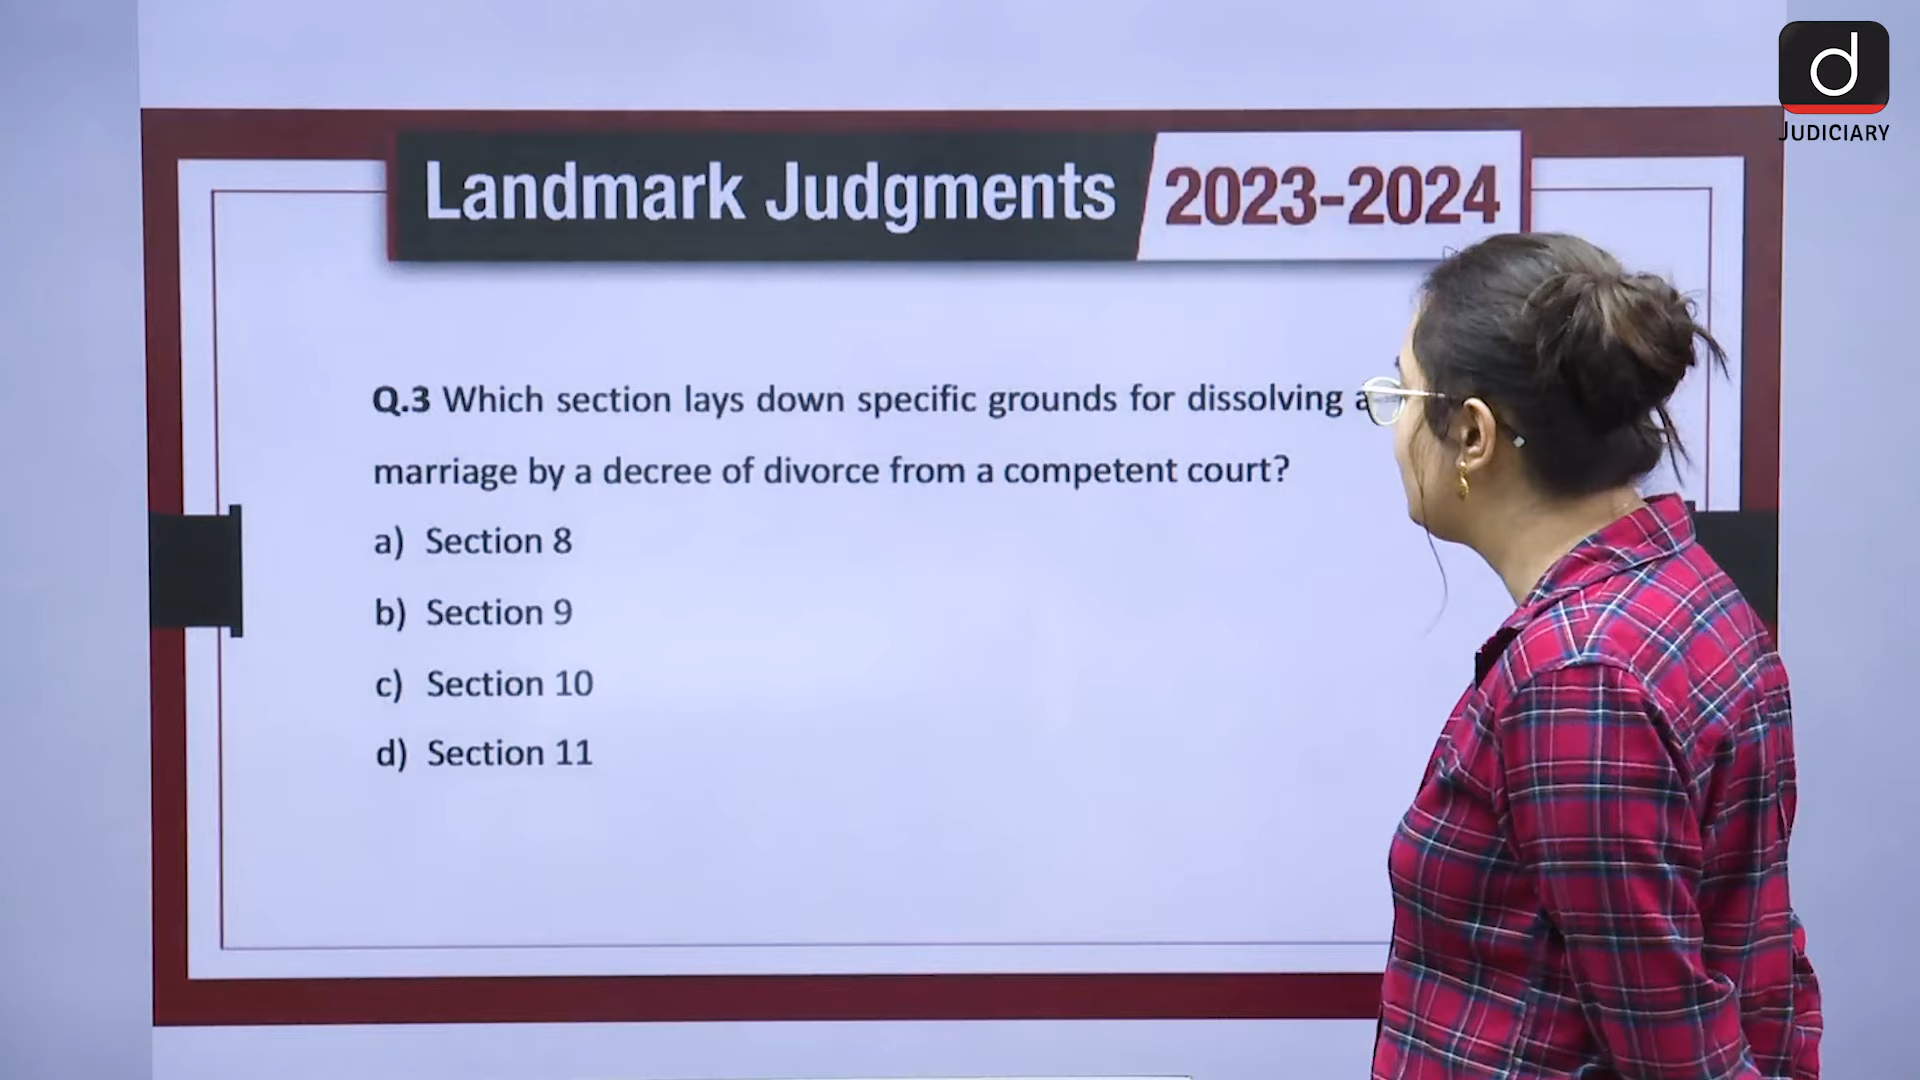 d
JUDICIARY
Landmark Judgments 2023-2024
Q.3 Which section lays down specific grounds for dissolving a
marriage by a decree of divorce from a competent court?
a) Section 8
b) Section 9
c) Section 10
d) Section 11